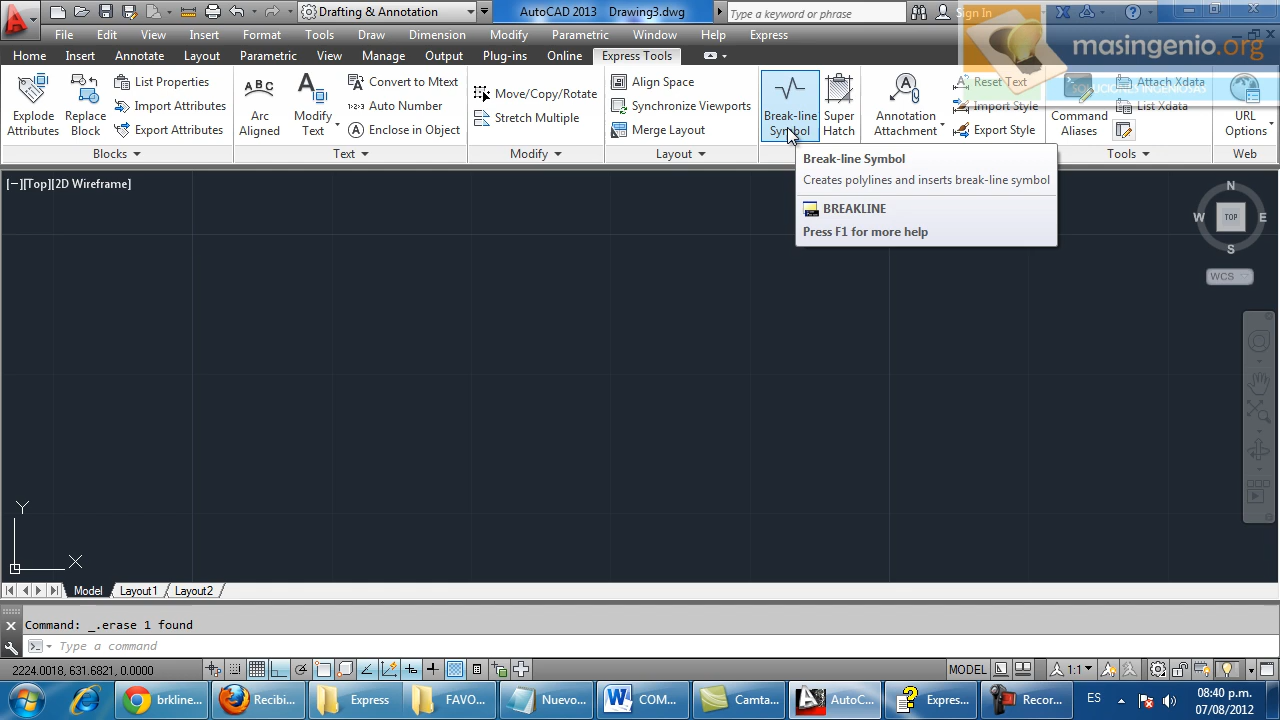 Drafting & Annotation
AutoCAD 2013 Drawing3.dwg
Type a keyword or phrase
Sign In
File Edit View Insert Format Tools Draw Dimension Modify Parametric Window Help Express
masingenio.org
Home Insert Annotate Layout Parametric View Manage Output Plug-ins Online Express Tools
Explode Attributes
Replace Block
List Properties
Import Attributes
Export Attributes
Blocks
Arc Aligned
Modify Text
Convert to Mtext
1·2·3 Auto Number
Enclose in Object
Text
Move/Copy/Rotate
Stretch Multiple
Modify
Align Space
Synchronize Viewports
Merge Layout
Layout
Break-line Symbol
Super Hatch
Annotation Attachment
Reset Text
Import Style
Export Style
Command Aliases
Attach Xdata
List Xdata
Tools
URL Options
Web
Break-line Symbol
Creates polylines and inserts break-line symbol
BREAKLINE
Press F1 for more help
[−][Top][2D Wireframe]
N
W TOP E
S
WCS
Y
X
Model Layout1 Layout2
Command: _.erase 1 found
Type a command
2224.0018, 631.6821, 0.0000
MODEL
1:1
brkline...
Recibi...
Express
FAVO...
Nuevo...
COM...
Camta...
AutoC...
Expres...
Recor...
ES
08:40 p.m.
07/08/2012